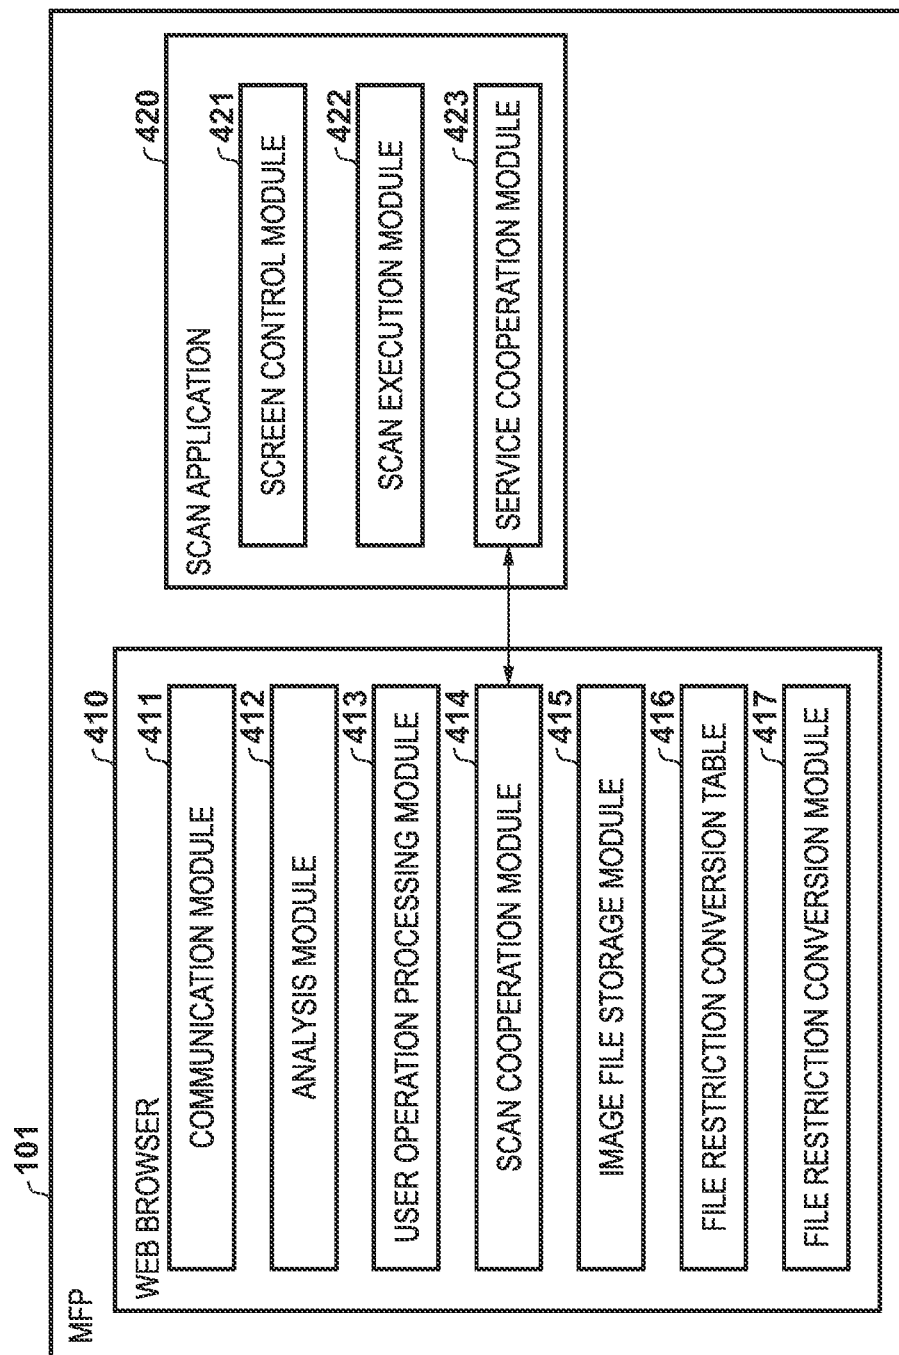 101
MFP
410
WEB BROWSER
411
COMMUNICATION MODULE
412
ANALYSIS MODULE
413
USER OPERATION PROCESSING MODULE
414
SCAN COOPERATION MODULE
415
IMAGE FILE STORAGE MODULE
416
FILE RESTRICTION CONVERSION TABLE
417
FILE RESTRICTION CONVERSION MODULE
420
SCAN APPLICATION
421
SCREEN CONTROL MODULE
422
SCAN EXECUTION MODULE
423
SERVICE COOPERATION MODULE